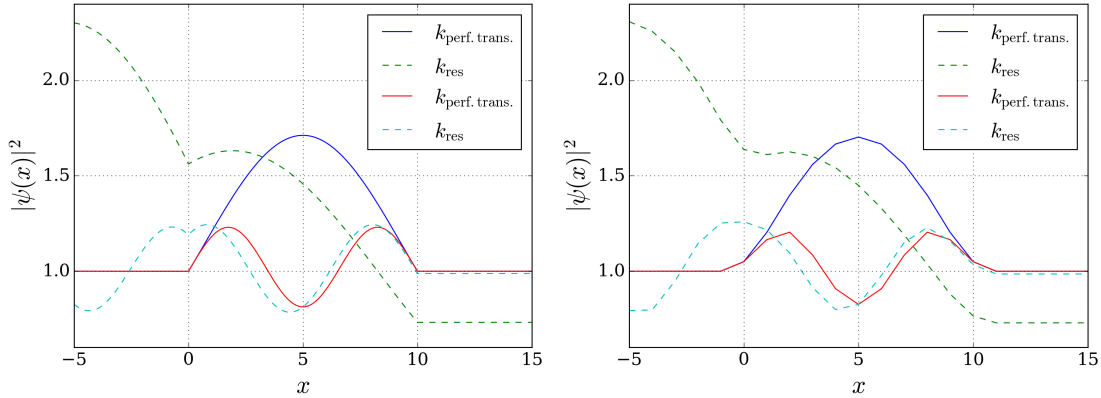 |ψ(x)|²
2.0
1.5
1.0
k_perf. trans.
k_res
k_perf. trans.
k_res
−5 0 5 10 15
x
|ψ(x)|²
2.0
1.5
1.0
k_perf. trans.
k_res
k_perf. trans.
k_res
−5 0 5 10 15
x